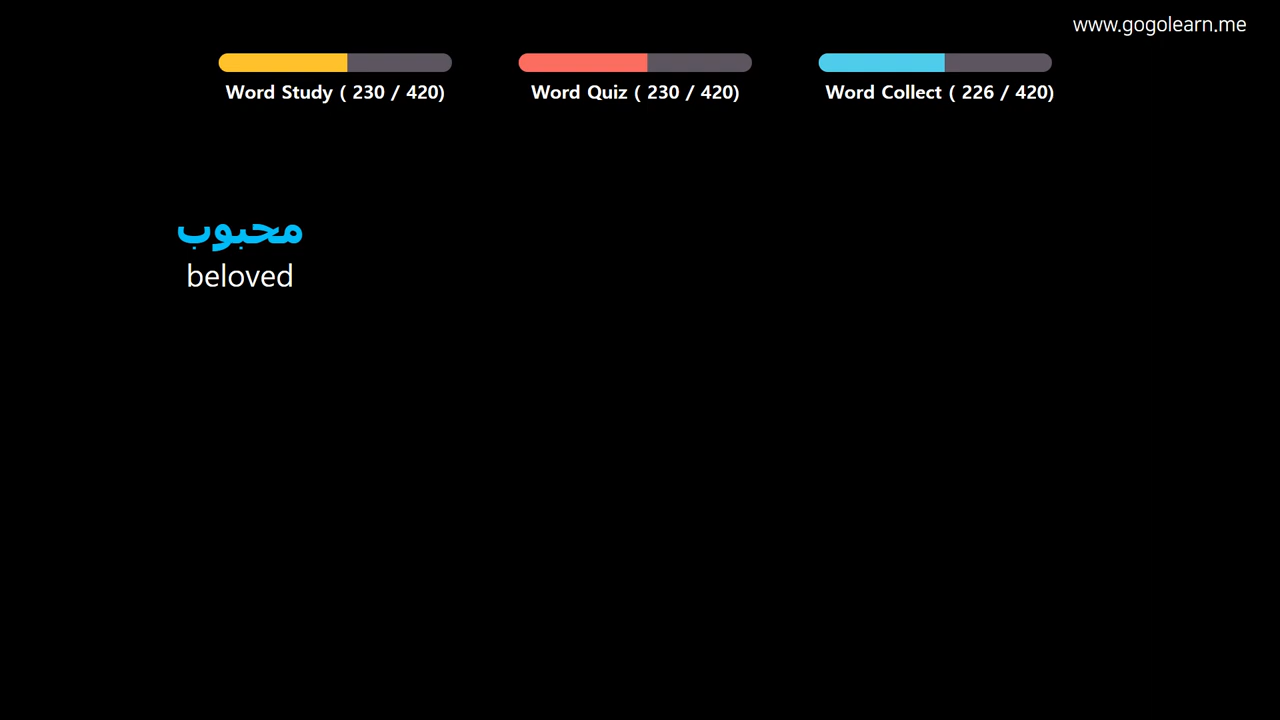 www.gogolearn.me
Word Study ( 230 / 420)
Word Quiz ( 230 / 420)
Word Collect ( 226 / 420)
محبوب
beloved